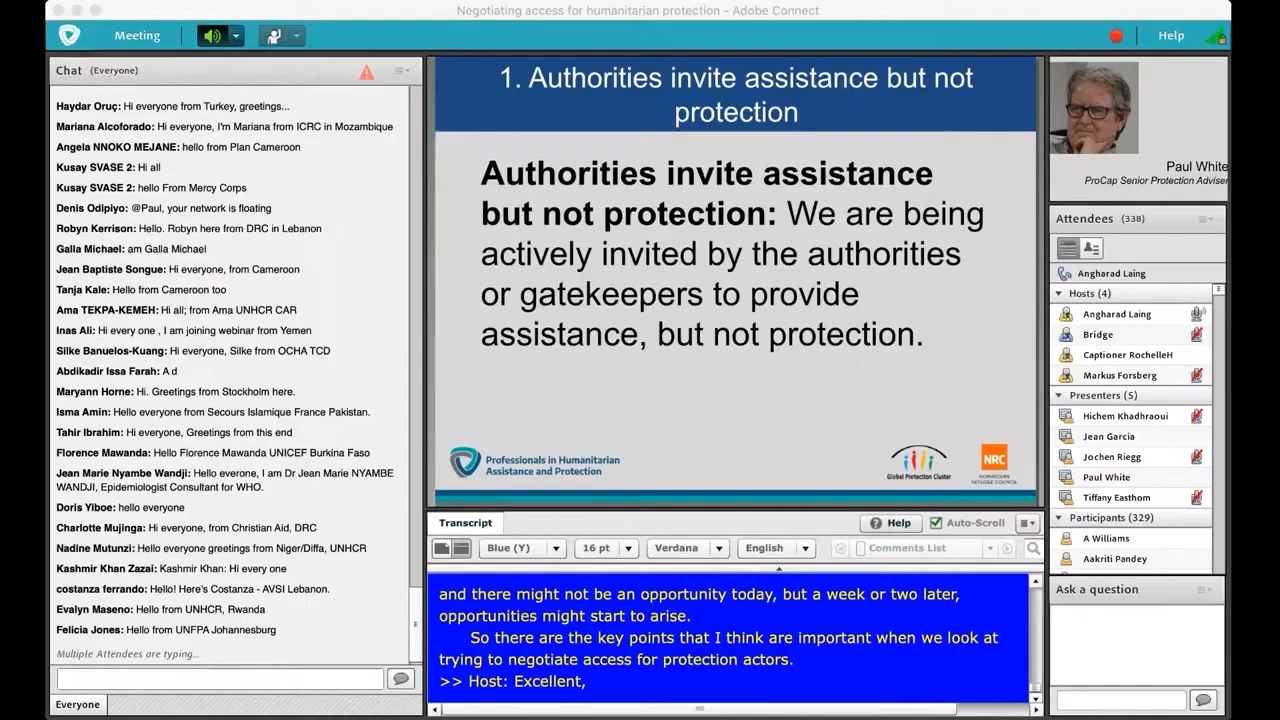 Negotiating access for humanitarian protection - Adobe Connect
Meeting
Help
Chat (Everyone)
Haydar Oruç: Hi everyone from Turkey, greetings...
Mariana Alcoforado: Hi everyone, I'm Mariana from ICRC in Mozambique
Angela NNOKO MEJANE: hello from Plan Cameroon
Kusay SVASE 2: Hi all
Kusay SVASE 2: hello From Mercy Corps
Denis Odipiyo: @Paul, your network is floating
Robyn Kerrison: Hello. Robyn here from DRC in Lebanon
Galla Michael: am Galla Michael
Jean Baptiste Songue: Hi everyone, from Cameroon
Tanja Kale: Hello from Cameroon too
Ama TEKPA-KEMEH: Hi all; from Ama UNHCR CAR
Inas Ali: Hi every one , I am joining webinar from Yemen
Silke Banuelos-Kuang: Hi everyone, Silke from OCHA TCD
Abdikadir Issa Farah: A d
Maryann Horne: Hi. Greetings from Stockholm here.
Isma Amin: Hello everyone from Secours Islamique France Pakistan.
Tahir Ibrahim: Hi everyone, Greetings from this end
Florence Mawanda: Hello Florence Mawanda UNICEF Burkina Faso
Jean Marie Nyambe Wandji: Hello everone, I am Dr Jean Marie NYAMBE
WANDJI, Epidemiologist Consultant for WHO.
Doris Yiboe: hello everyone
Charlotte Mujinga: Hi everyone, from Christian Aid, DRC
Nadine Mutunzi: Hello everyone greetings from Niger/Diffa, UNHCR
Kashmir Khan Zazai: Kashmir Khan: Hi every one
costanza ferrando: Hello! Here's Costanza - AVSI Lebanon.
Evalyn Maseno: Hello from UNHCR, Rwanda
Felicia Jones: Hello from UNFPA Johannesburg
Multiple Attendees are typing...
Everyone
1. Authorities invite assistance but not
protection
Authorities invite assistance
but not protection: We are being
actively invited by the authorities
or gatekeepers to provide
assistance, but not protection.
Professionals in Humanitarian
Assistance and Protection
Global Protection Cluster
NRC
NORWEGIAN
REFUGEE COUNCIL
Transcript
Help
Auto-Scroll
Blue (Y)
16 pt
Verdana
English
Comments List
and there might not be an opportunity today, but a week or two later,
opportunities might start to arise.
So there are the key points that I think are important when we look at
trying to negotiate access for protection actors.
>> Host: Excellent,
Paul White
ProCap Senior Protection Adviser
Attendees (338)
Angharad Laing
Hosts (4)
Angharad Laing
Bridge
Captioner RochelleH
Markus Forsberg
Presenters (5)
Hichem Khadhraoui
Jean Garcia
Jochen Riegg
Paul White
Tiffany Easthom
Participants (329)
A Williams
Aakriti Pandey
Ask a question